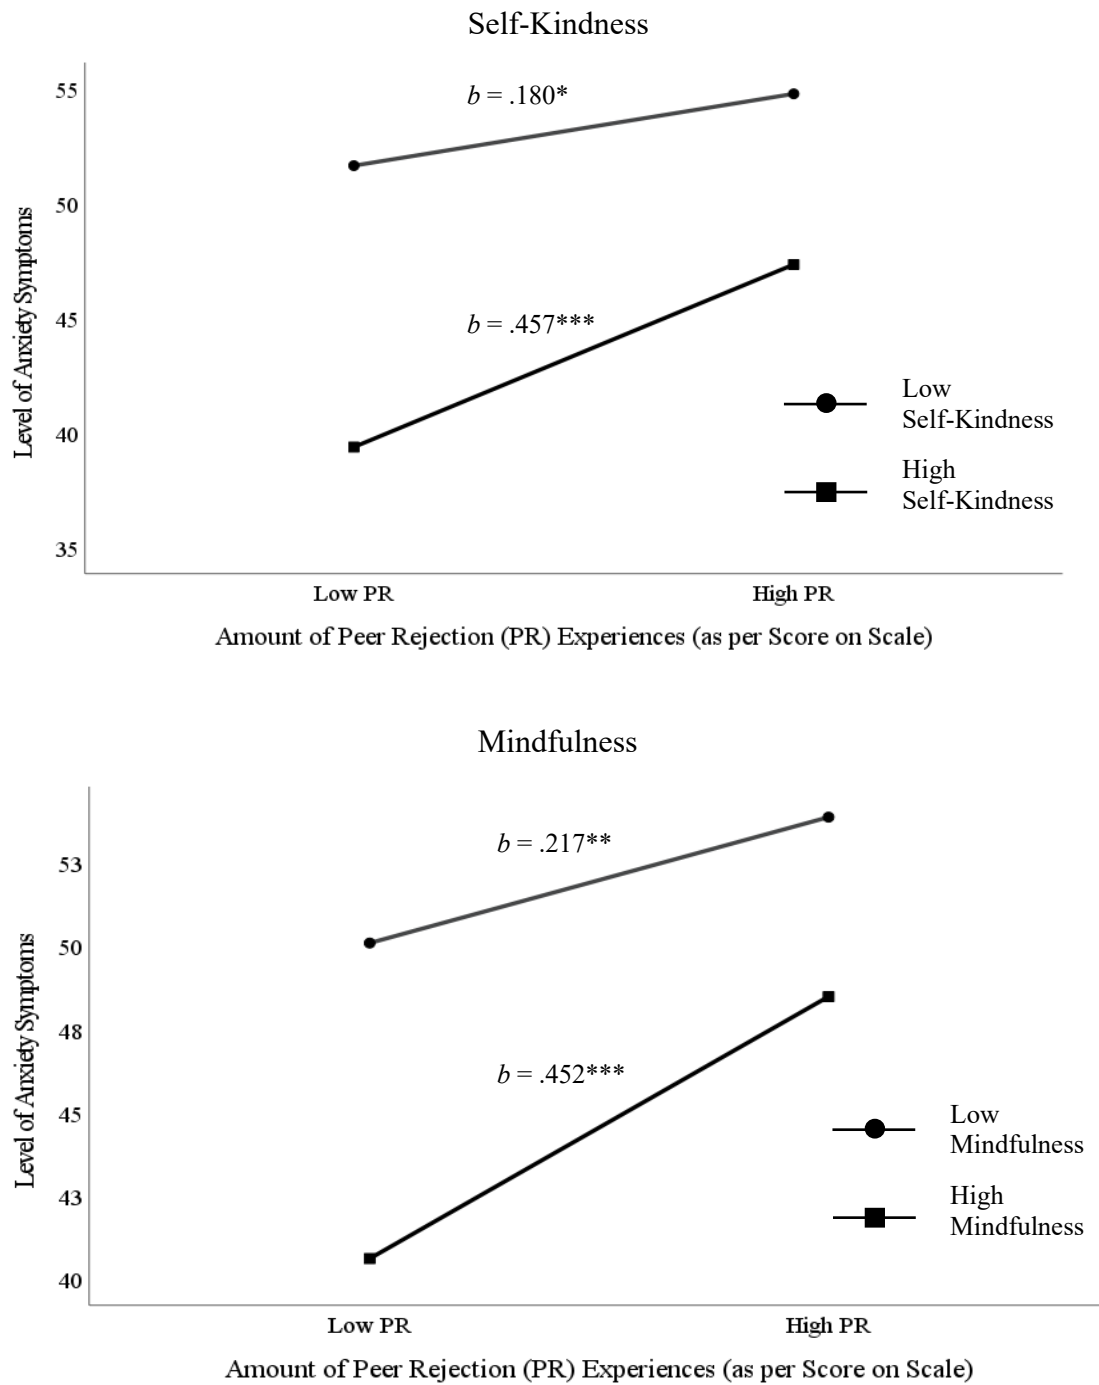 Self-Kindness
55
50
45
40
35
Level of Anxiety Symptoms
b = .180*
b = .457***
Low
Self-Kindness
High
Self-Kindness
Low PR
High PR
Amount of Peer Rejection (PR) Experiences (as per Score on Scale)
Mindfulness
53
50
48
45
43
40
Level of Anxiety Symptoms
b = .217**
b = .452***
Low
Mindfulness
High
Mindfulness
Low PR
High PR
Amount of Peer Rejection (PR) Experiences (as per Score on Scale)